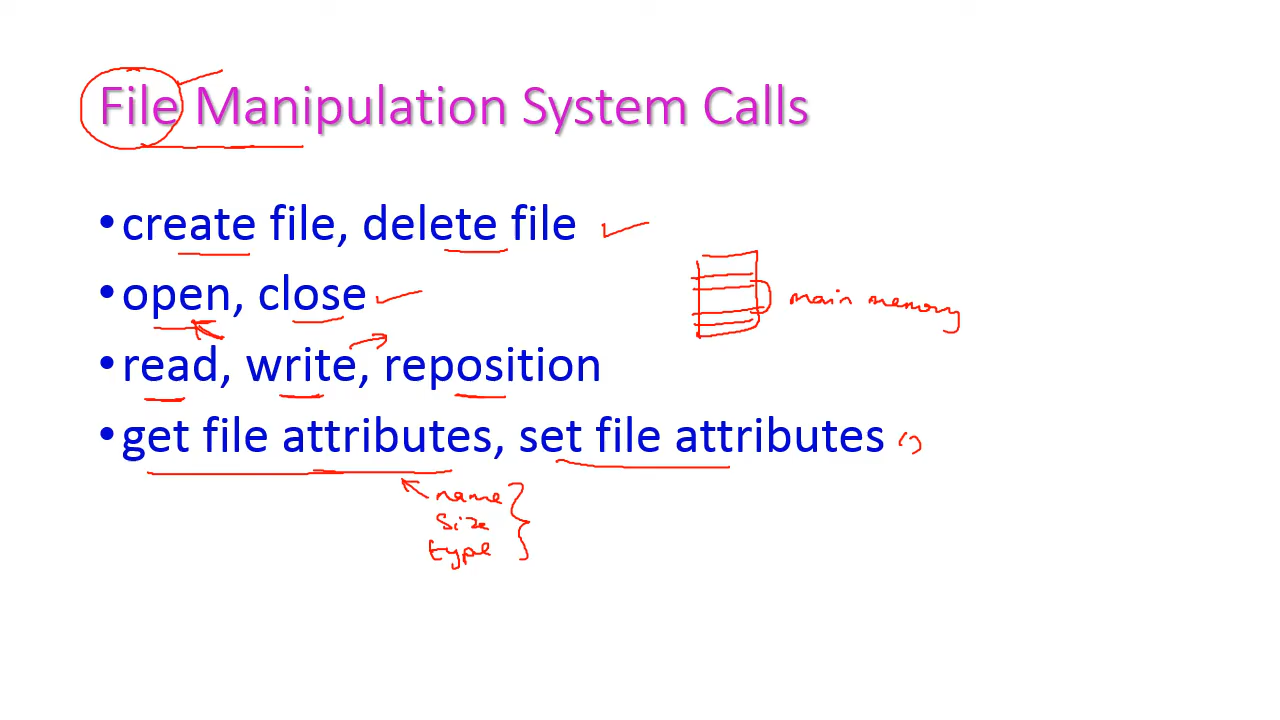 File Manipulation System Calls
•create file, delete file
•open, close
main memory
•read, write, reposition
•get file attributes, set file attributes
name
size
type